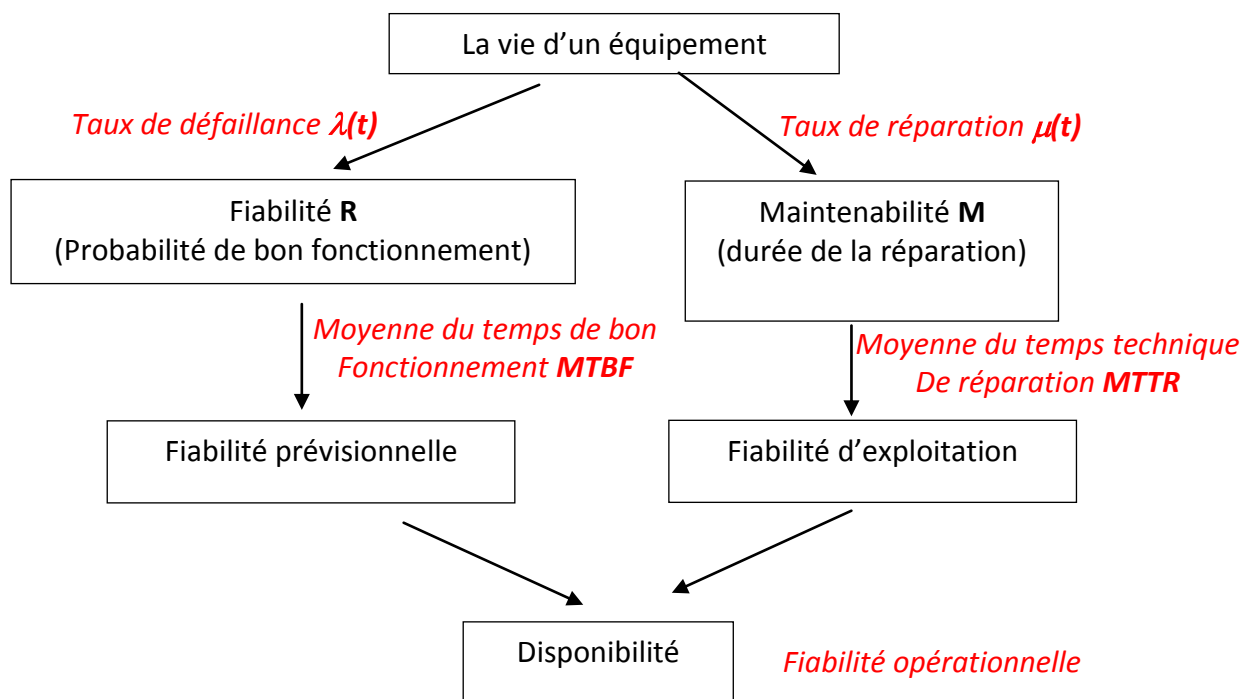 La vie d’un équipement
Taux de défaillance λ(t)
Taux de réparation μ(t)
Fiabilité R
(Probabilité de bon fonctionnement)
Maintenabilité M
(durée de la réparation)
Moyenne du temps de bon
Fonctionnement MTBF
Moyenne du temps technique
De réparation MTTR
Fiabilité prévisionnelle
Fiabilité d’exploitation
Disponibilité
Fiabilité opérationnelle